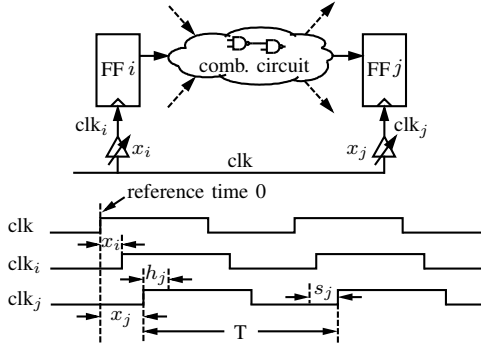 FF i
comb. circuit
FF j
clk_i
x_i
x_j
clk_j
clk
reference time 0
clk
x_i
clk_i
h_j
s_j
clk_j
x_j
T